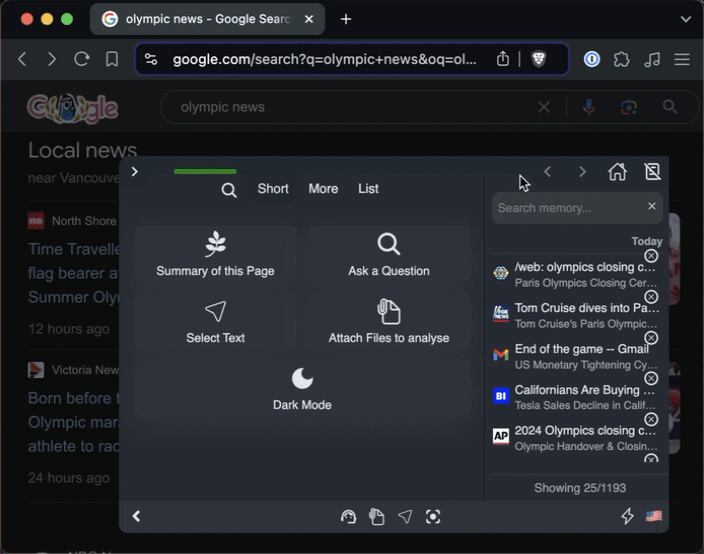 olympic news - Google Searc
google.com/search?q=olympic+news&oq=ol...
Google
olympic news
Local news
near Vancouve
North Shore
Time Travelle
flag bearer a
Summer Oly
12 hours ago
Victoria New
Born before t
Olympic mar
athlete to rac
24 hours ago
Short
More
List
Summary of this Page
Ask a Question
Select Text
Attach Files to analyse
Dark Mode
Search memory...
Today
/web: olympics closing c...
Paris Olympics Closing Cer...
FOX NEWS
Tom Cruise dives into Pa...
Tom Cruise's Paris Olympic...
End of the game -- Gmail
US Monetary Tightening Cy...
BI
Californians Are Buying ...
Tesla Sales Decline in Calif...
AP
2024 Olympics closing c...
Olympic Handover & Closin...
Showing 25/1193